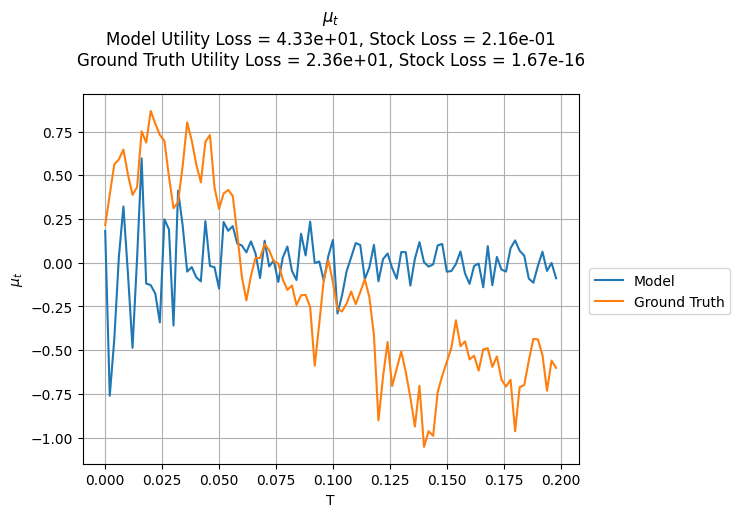 μt
Model Utility Loss = 4.33e+01, Stock Loss = 2.16e-01
Ground Truth Utility Loss = 2.36e+01, Stock Loss = 1.67e-16
0.75
0.50
0.25
0.00
−0.25
−0.50
−0.75
−1.00
μt
0.000 0.025 0.050 0.075 0.100 0.125 0.150 0.175 0.200
T
Model
Ground Truth